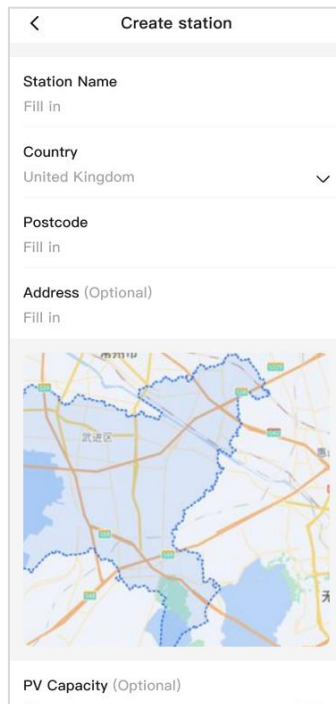 Create station
Station Name
Fill in
Country
United Kingdom
Postcode
Fill in
Address (Optional)
Fill in
武进区
PV Capacity (Optional)